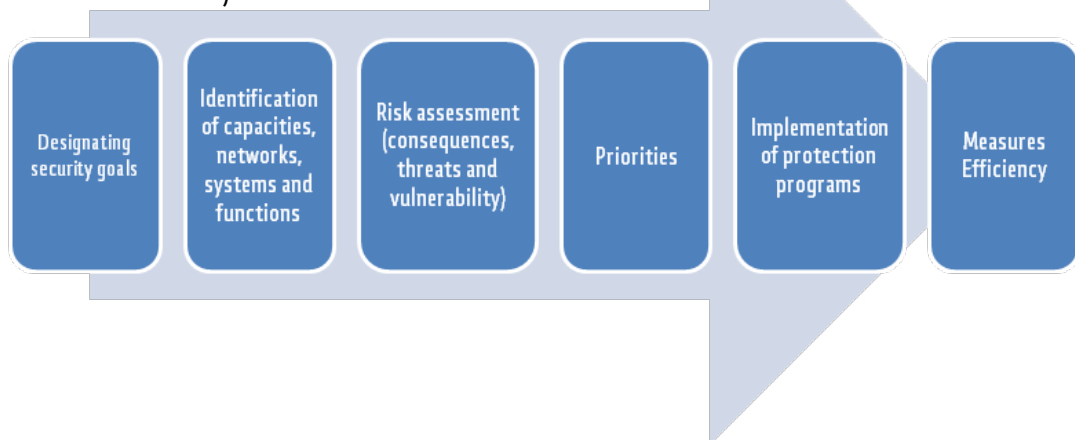 Designating
security goals
Identification
of capacities,
networks,
systems and
functions
Risk assessment
(consequences,
threats and
vulnerability)
Priorities
Implementation
of protection
programs
Measures
Efficiency